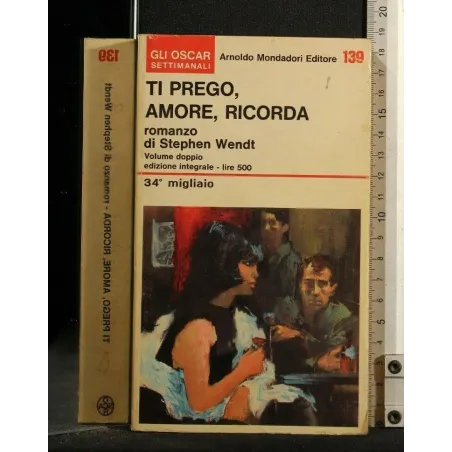 GLI OSCAR
SETTIMANALI
Arnoldo Mondadori Editore 139
TI PREGO,
AMORE, RICORDA
romanzo
di Stephen Wendt
Volume doppio
edizione integrale - lire 500
34° migliaio
139
TI PREGO, AMORE, RICORDA - romanzo di Stephen Wendt